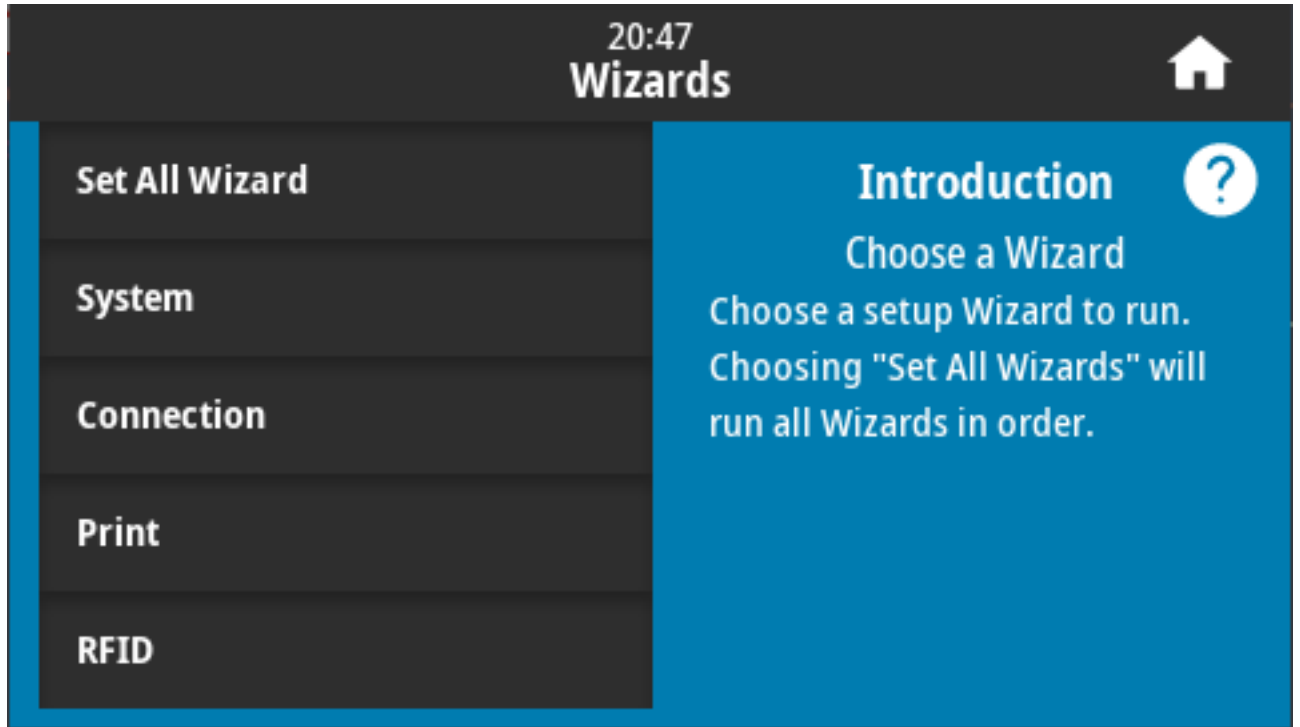 20:47
Wizards
Set All Wizard
System
Connection
Print
RFID
Introduction
?
Choose a Wizard
Choose a setup Wizard to run.
Choosing "Set All Wizards" will
run all Wizards in order.